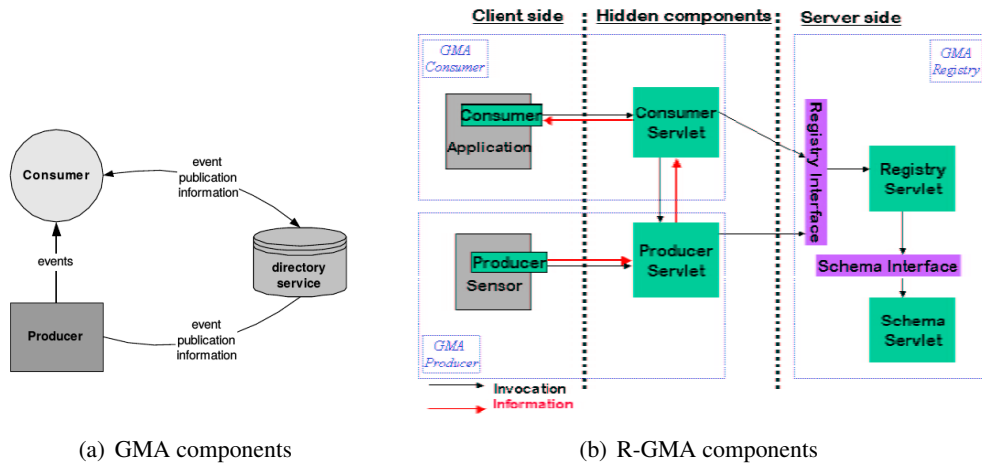 Consumer
event
publication
information
events
directory
service
Producer
event
publication
information
(a) GMA components
Client side
Hidden components
Server side
GMA
Consumer
GMA
Registry
Consumer
Application
Consumer
Servlet
Registry Interface
Registry
Servlet
Producer
Sensor
Producer
Servlet
Schema Interface
Schema
Servlet
GMA
Producer
Invocation
Information
(b) R-GMA components